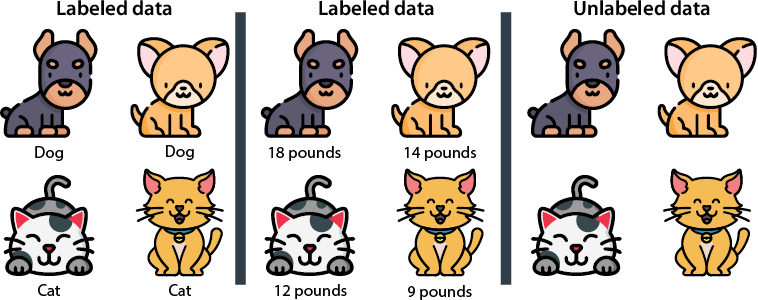 Labeled data
Dog
Dog
Cat
Cat
Labeled data
18 pounds
14 pounds
12 pounds
9 pounds
Unlabeled data